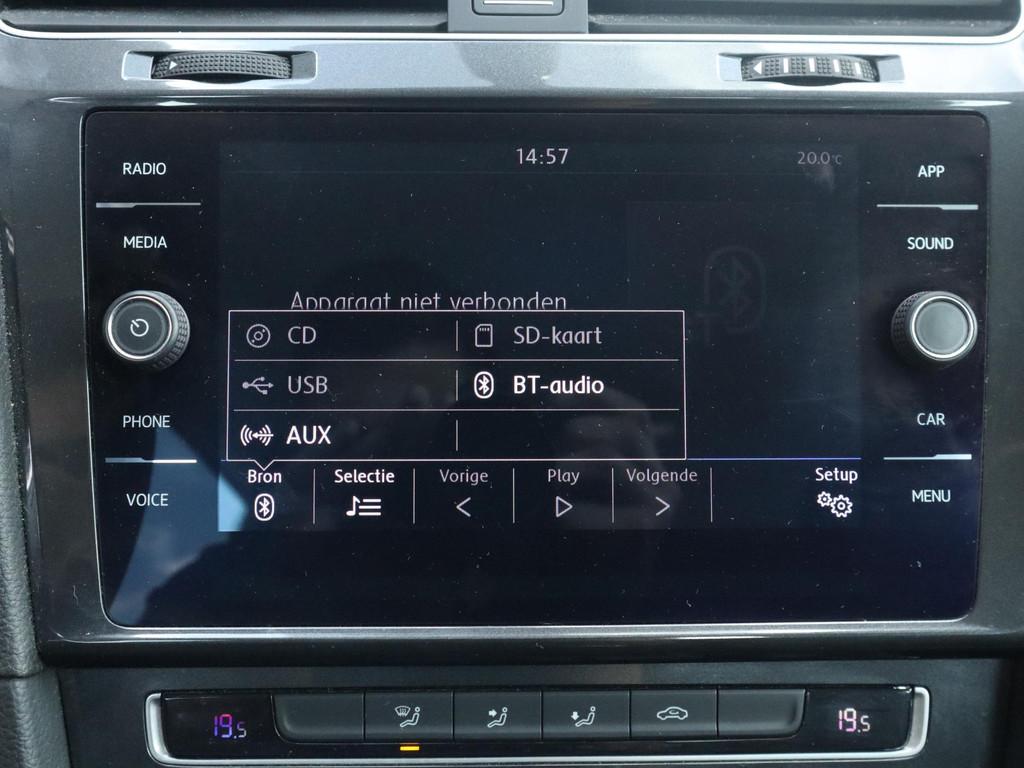 14:57
20.0°C
RADIO
APP
MEDIA
SOUND
Apparaat niet verbonden
CD
SD-kaart
USB
BT-audio
AUX
PHONE
CAR
Bron
Selectie
Vorige
Play
Volgende
Setup
VOICE
MENU
19.5
19.5